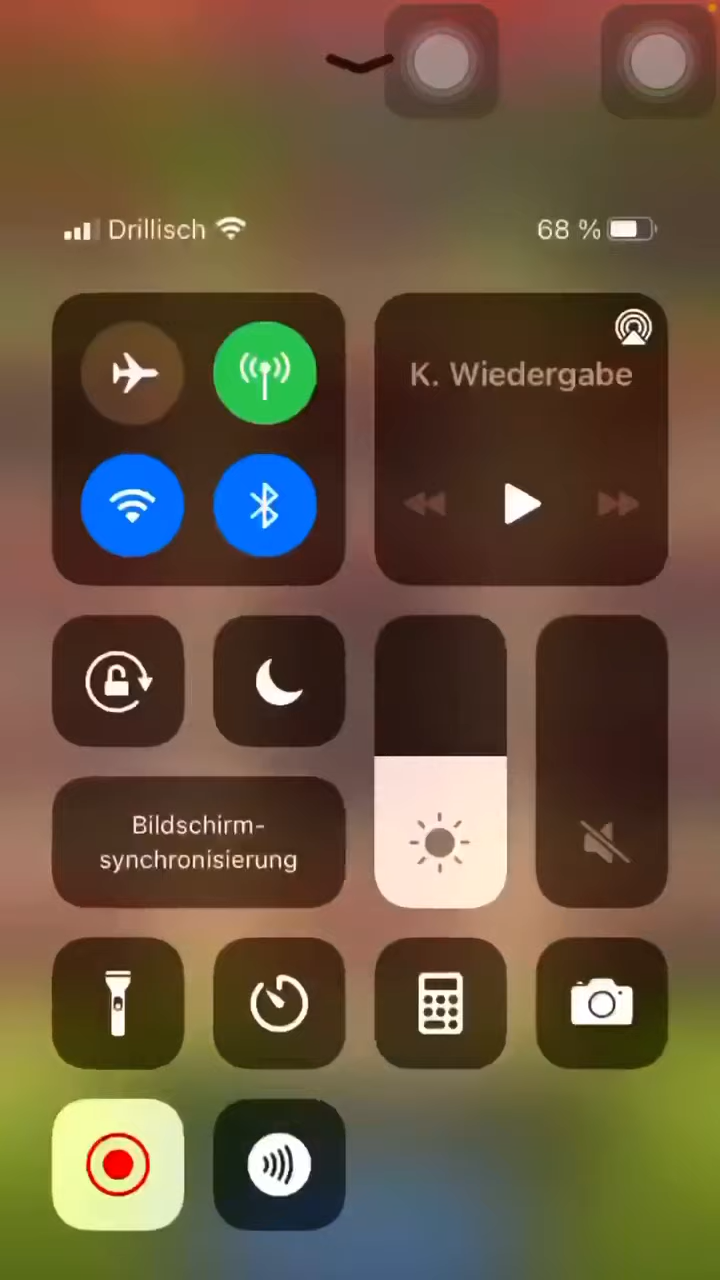 Drillisch
68 %
K. Wiedergabe
Bildschirm-
synchronisierung